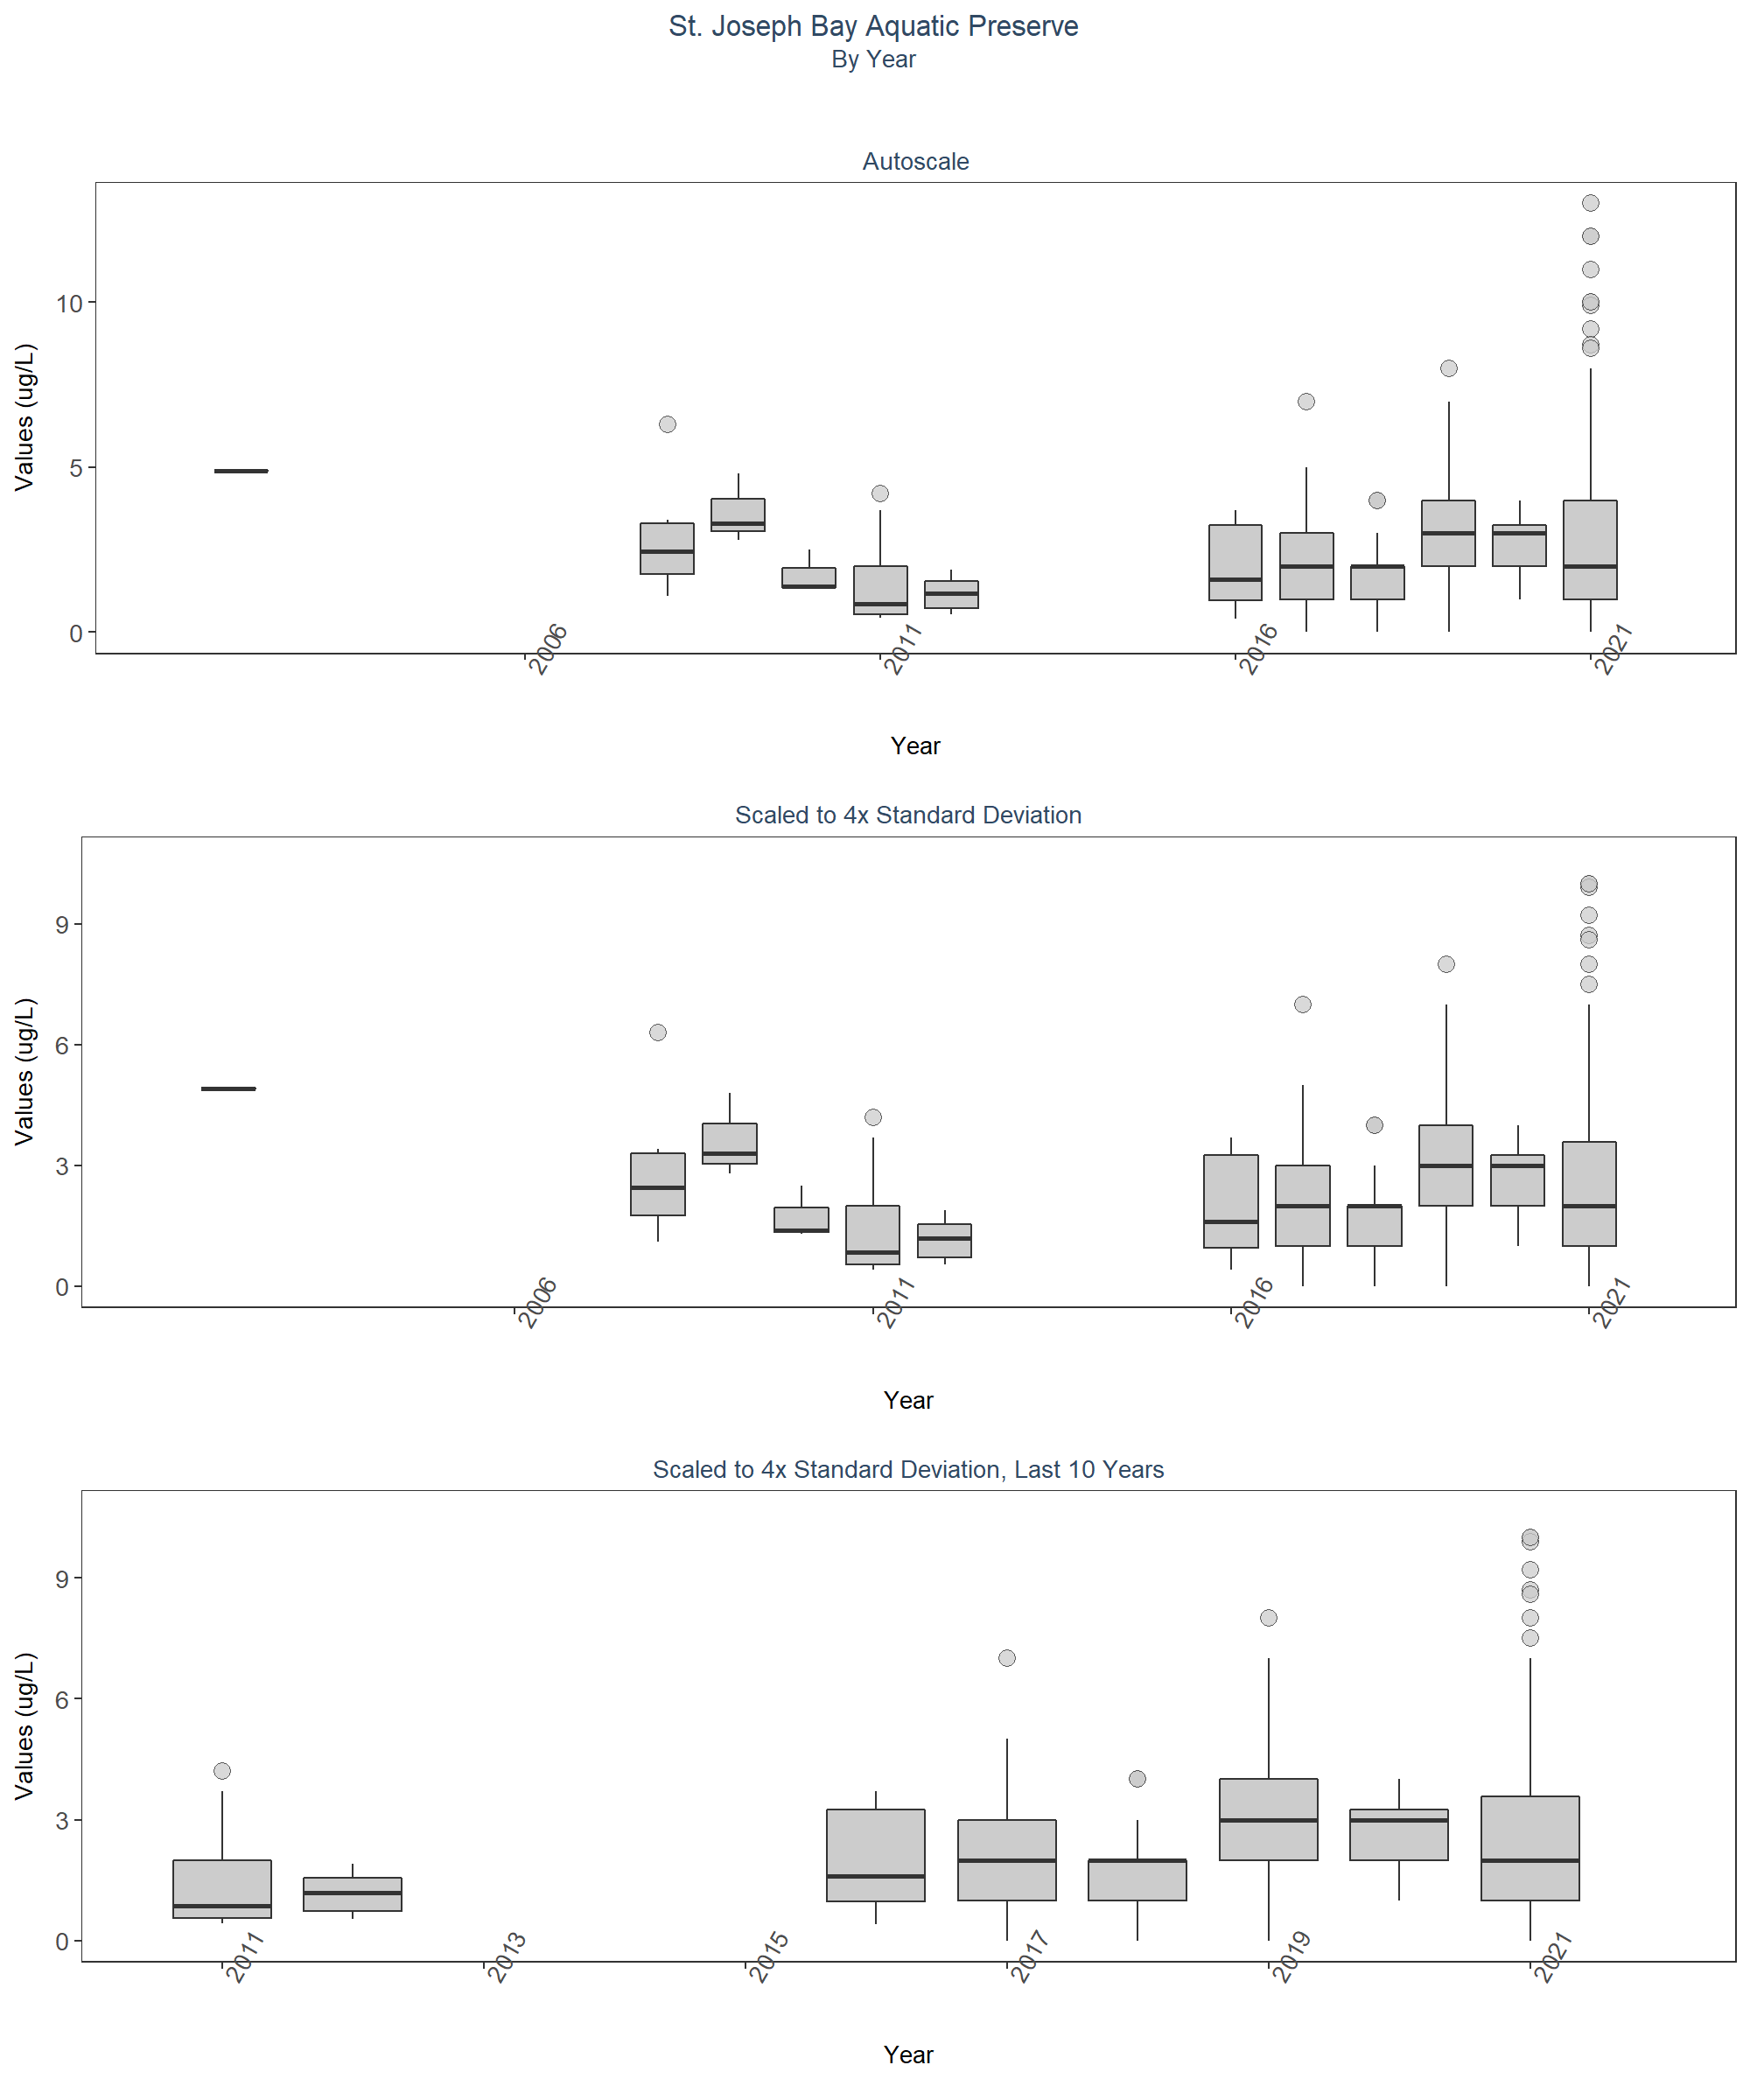 St. Joseph Bay Aquatic Preserve
By Year
Autoscale
Values (ug/L)
10
5
0
2006
2011
2016
2021
Year
Scaled to 4x Standard Deviation
Values (ug/L)
9
6
3
0
2006
2011
2016
2021
Year
Scaled to 4x Standard Deviation, Last 10 Years
Values (ug/L)
9
6
3
0
2011
2013
2015
2017
2019
2021
Year